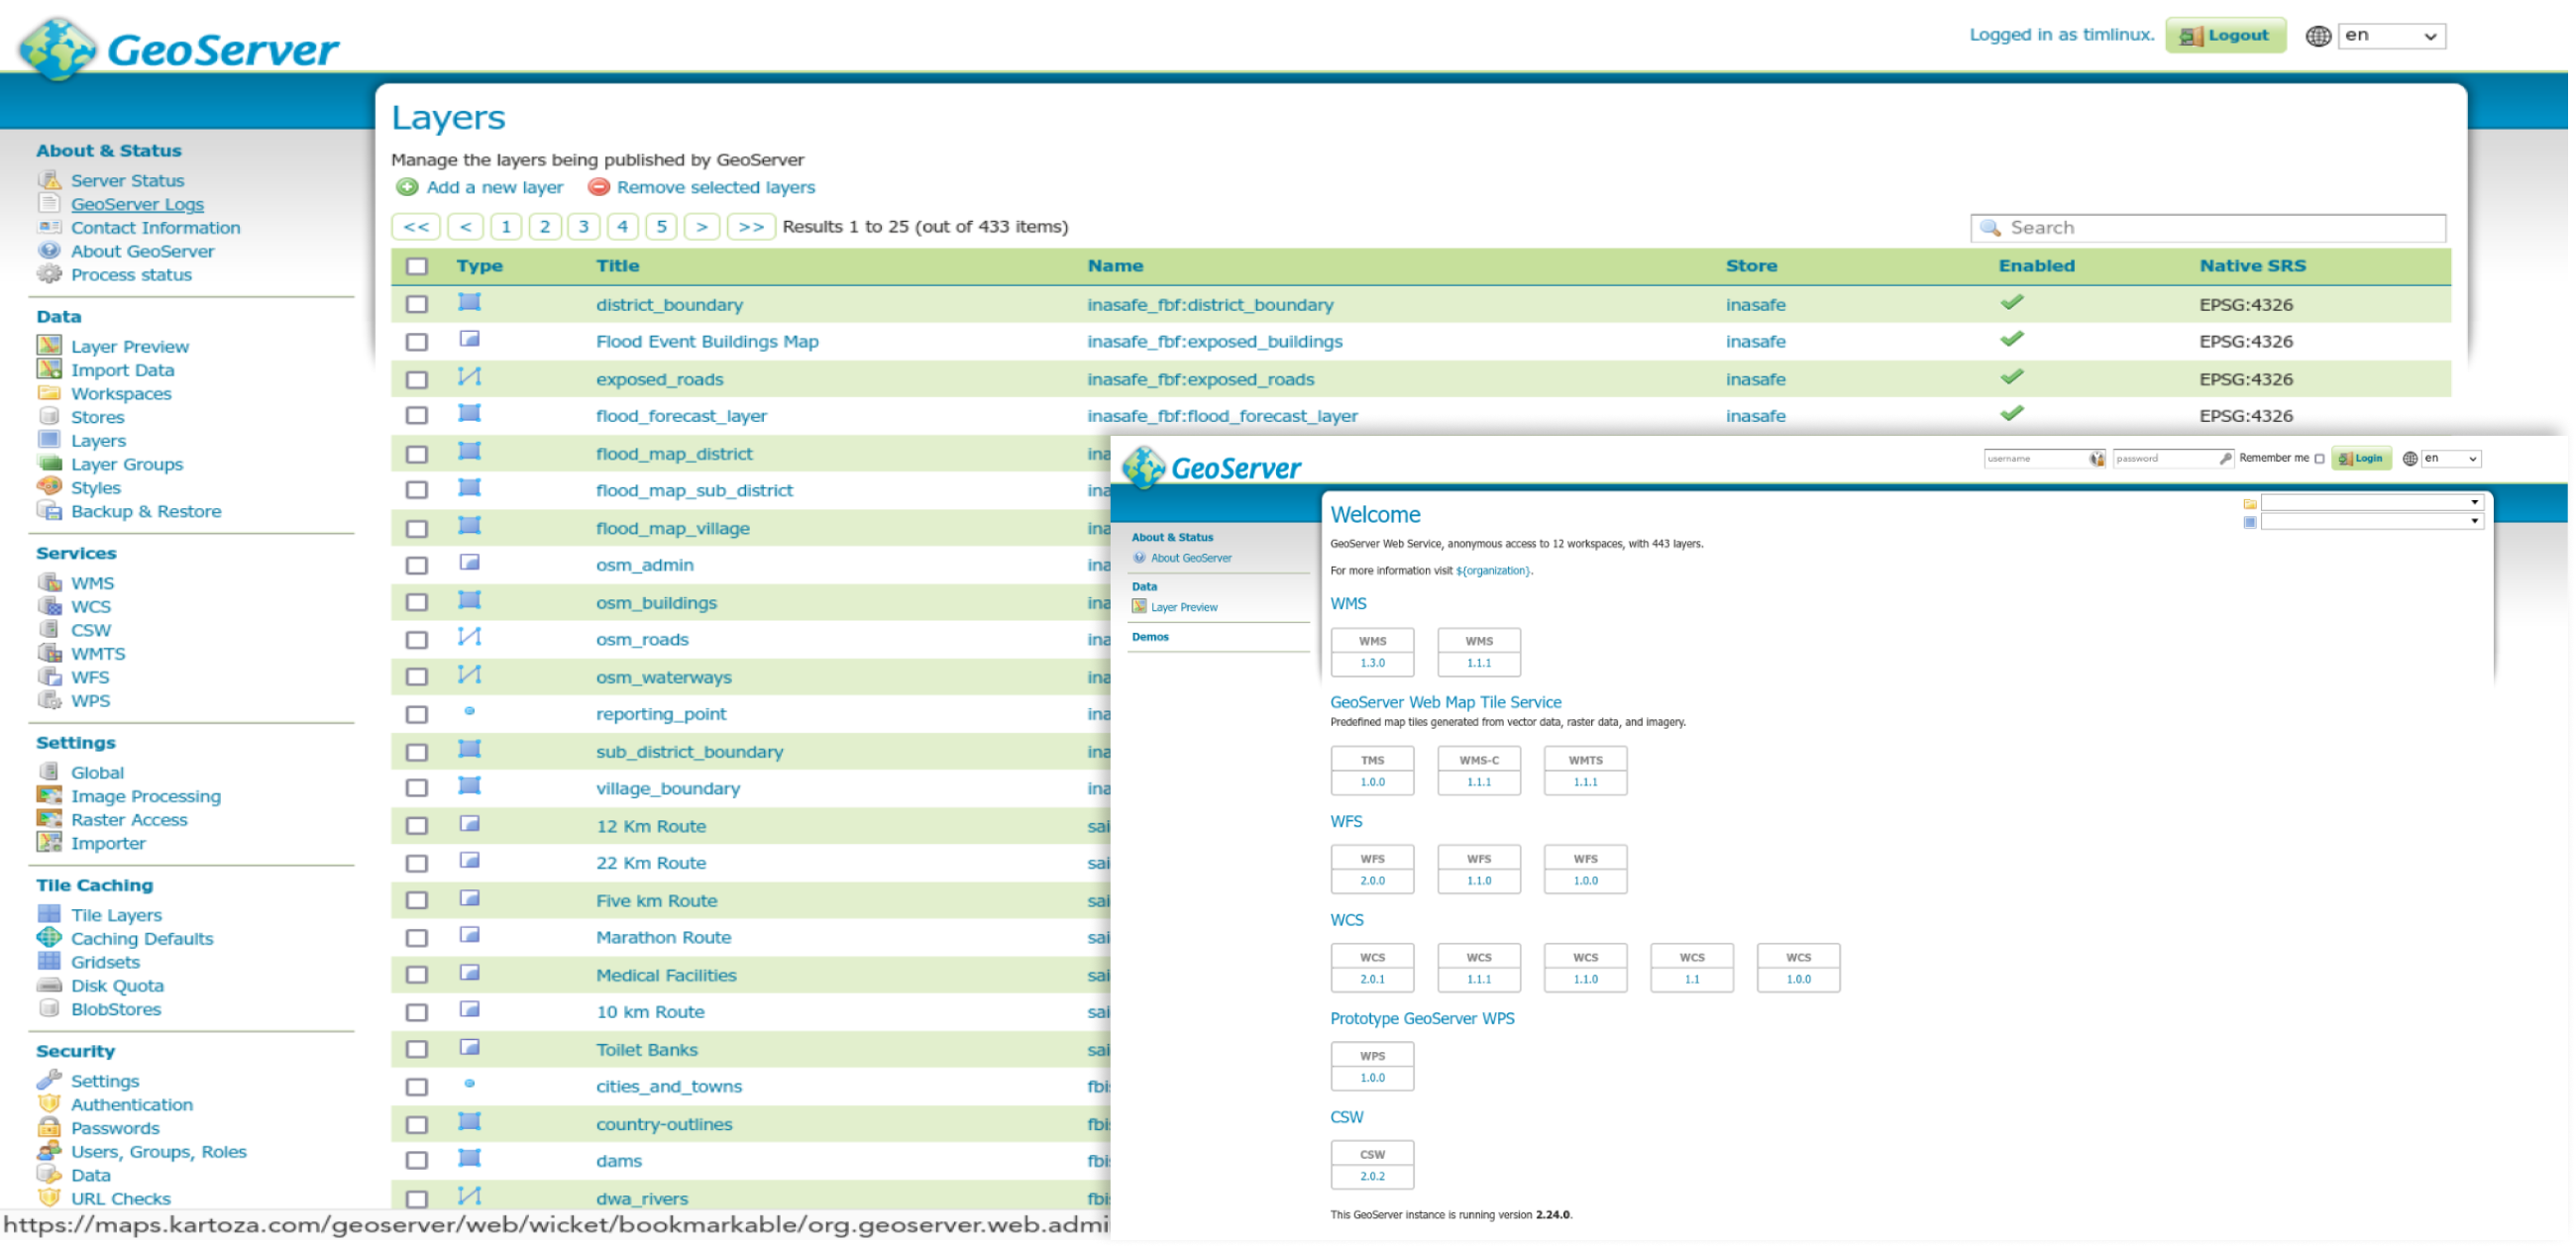 GeoServer
Logged in as timlinux. Logout en
About & Status
Server Status
GeoServer Logs
Contact Information
About GeoServer
Process status
Data
Layer Preview
Import Data
Workspaces
Stores
Layers
Layer Groups
Styles
Backup & Restore
Services
WMS
WCS
CSW
WMTS
WFS
WPS
Settings
Global
Image Processing
Raster Access
Importer
Tile Caching
Tile Layers
Caching Defaults
Gridsets
Disk Quota
BlobStores
Security
Settings
Authentication
Passwords
Users, Groups, Roles
Data
URL Checks
https://maps.kartoza.com/geoserver/web/wicket/bookmarkable/org.geoserver.web.admi
Layers
Manage the layers being published by GeoServer
Add a new layer Remove selected layers
<< < 1 2 3 4 5 > >> Results 1 to 25 (out of 433 items) Search
Type Title Name Store Enabled Native SRS
district_boundary inasafe_fbf:district_boundary inasafe EPSG:4326
Flood Event Buildings Map inasafe_fbf:exposed_buildings inasafe EPSG:4326
exposed_roads inasafe_fbf:exposed_roads inasafe EPSG:4326
flood_forecast_layer inasafe_fbf:flood_forecast_layer inasafe EPSG:4326
flood_map_district ina
flood_map_sub_district ina
flood_map_village ina
osm_admin ina
osm_buildings ina
osm_roads ina
osm_waterways ina
reporting_point ina
sub_district_boundary ina
village_boundary ina
12 Km Route sai
22 Km Route sai
Five km Route sai
Marathon Route sai
Medical Facilities sai
10 km Route sai
Toilet Banks sai
cities_and_towns fbi
country-outlines fbi
dams fbi
dwa_rivers fbi
GeoServer
username password Remember me Login en
About & Status
About GeoServer
Data
Layer Preview
Demos
Welcome
GeoServer Web Service, anonymous access to 12 workspaces, with 443 layers.
For more information visit ${organization}.
WMS
WMS WMS
1.3.0 1.1.1
GeoServer Web Map Tile Service
Predefined map tiles generated from vector data, raster data, and imagery.
TMS WMS-C WMTS
1.0.0 1.1.1 1.1.1
WFS
WFS WFS WFS
2.0.0 1.1.0 1.0.0
WCS
WCS WCS WCS WCS WCS
2.0.1 1.1.1 1.1.0 1.1 1.0.0
Prototype GeoServer WPS
WPS
1.0.0
CSW
CSW
2.0.2
This GeoServer instance is running version 2.24.0.